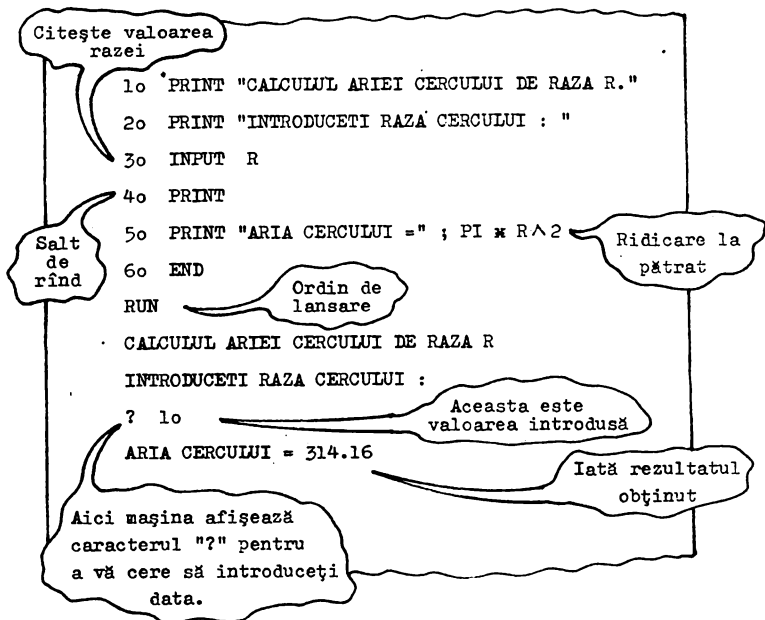 Citeşte valoarea
razei
lo PRINT "CALCULUL ARIEI CERCULUI DE RAZA R."
2o PRINT "INTRODUCETI RAZA CERCULUI : "
3o INPUT R
4o PRINT
5o PRINT "ARIA CERCULUI =" ; PI * R^2
Ridicare la
pătrat
Salt
de
rînd
6o END
RUN
Ordin de
lansare
CALCULUL ARIEI CERCULUI DE RAZA R
INTRODUCETI RAZA CERCULUI :
? lo
Aceasta este
valoarea introdusă
ARIA CERCULUI = 314.16
Iată rezultatul
obţinut
Aici maşina afişează
caracterul "?" pentru
a vă cere să introduceţi
data.